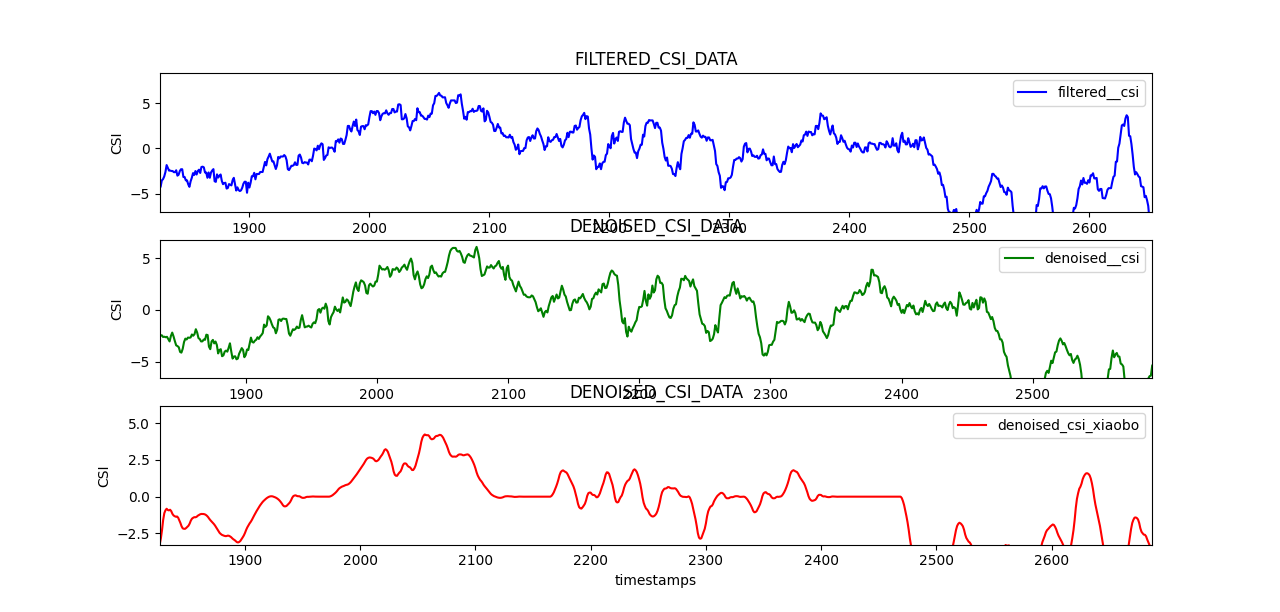 FILTERED_CSI_DATA
filtered__csi
5
0
−5
CSI
1900 2000 2100 2200 2300 2400 2500 2600
DENOISED_CSI_DATA
denoised__csi
5
0
−5
CSI
1900 2000 2100 2200 2300 2400 2500
DENOISED_CSI_DATA
denoised_csi_xiaobo
5.0
2.5
0.0
−2.5
CSI
1900 2000 2100 2200 2300 2400 2500 2600
timestamps